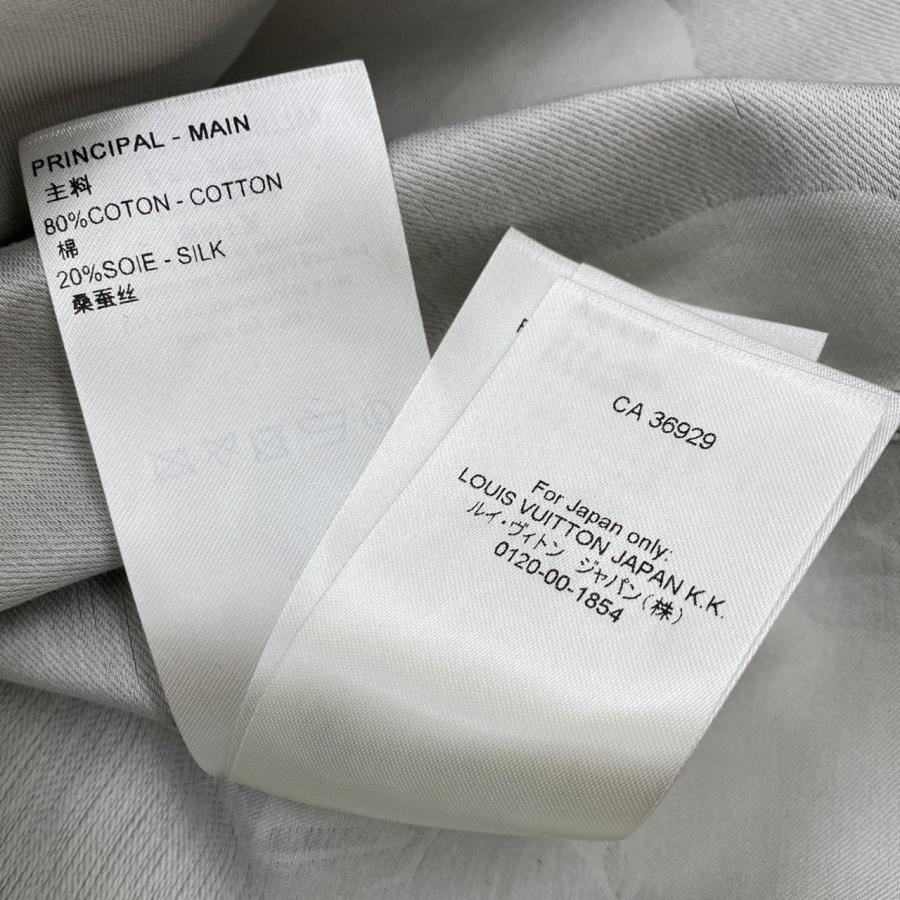 PRINCIPAL - MAIN
主料
80%COTON - COTTON
棉
20%SOIE - SILK
桑蚕丝
CA 36929
For Japan only:
LOUIS VUITTON JAPAN K.K.
ルイ・ヴィトン ジャパン(株)
0120-00-1854